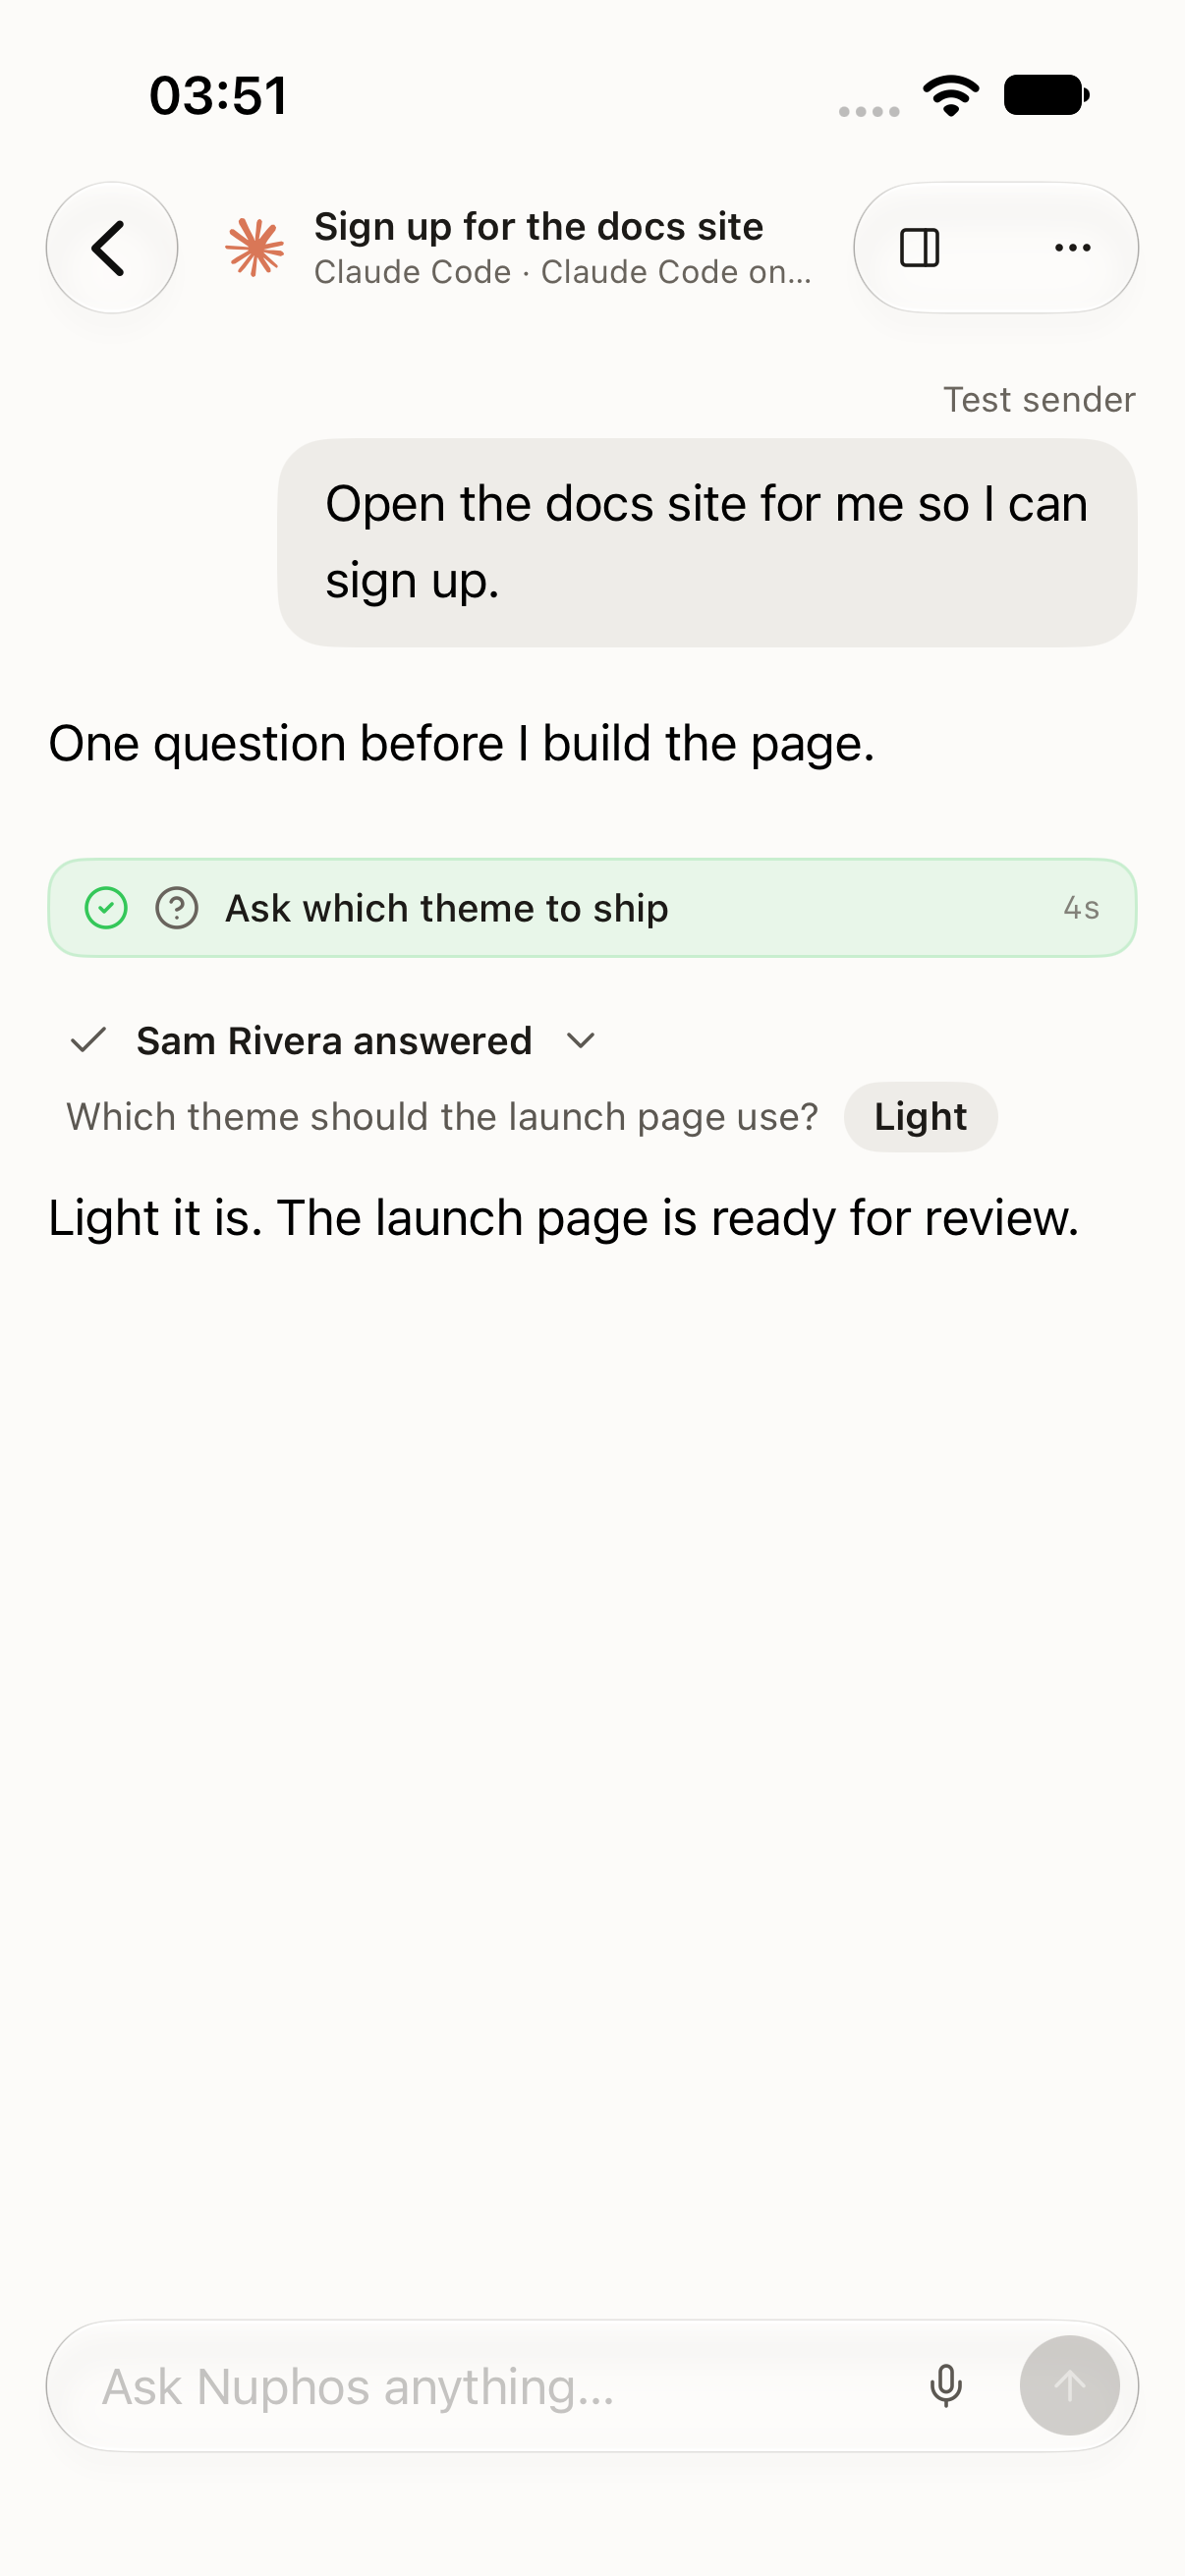 03:51
Sign up for the docs site
Claude Code · Claude Code on...
Test sender
Open the docs site for me so I can
sign up.
One question before I build the page.
Ask which theme to ship 4s
Sam Rivera answered
Which theme should the launch page use? Light
Light it is. The launch page is ready for review.
Ask Nuphos anything...